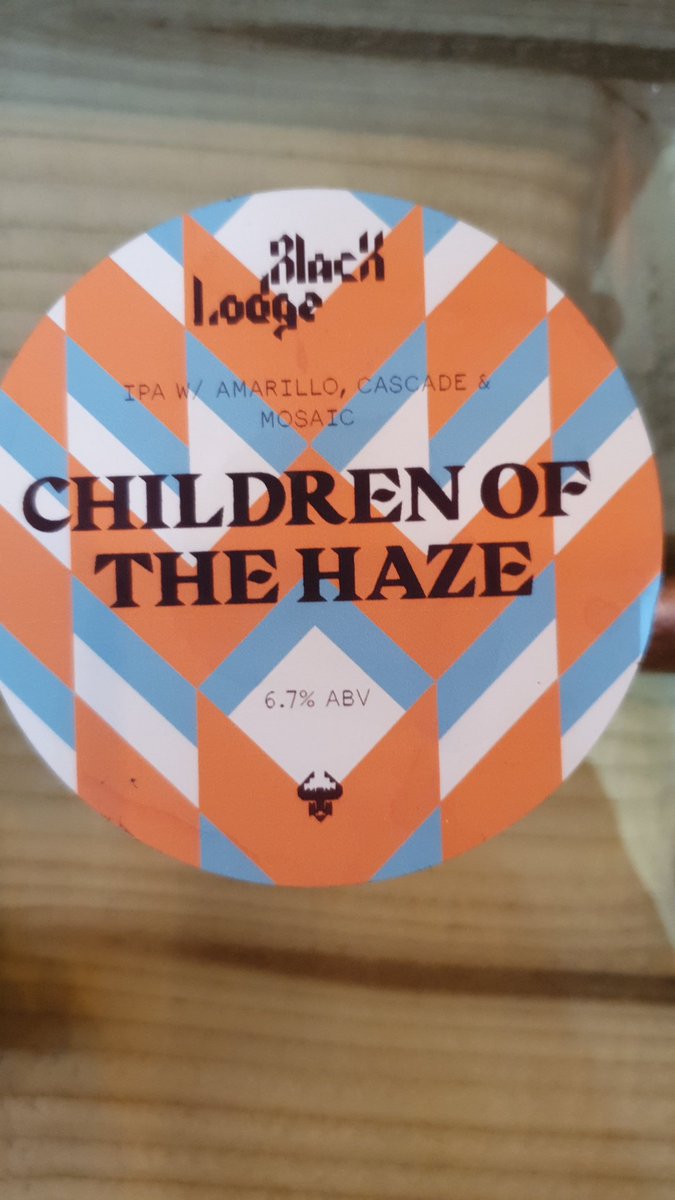 Black
Lodge
IPA W/ AMARILLO, CASCADE &
MOSAIC
CHILDREN OF
THE HAZE
6.7% ABV